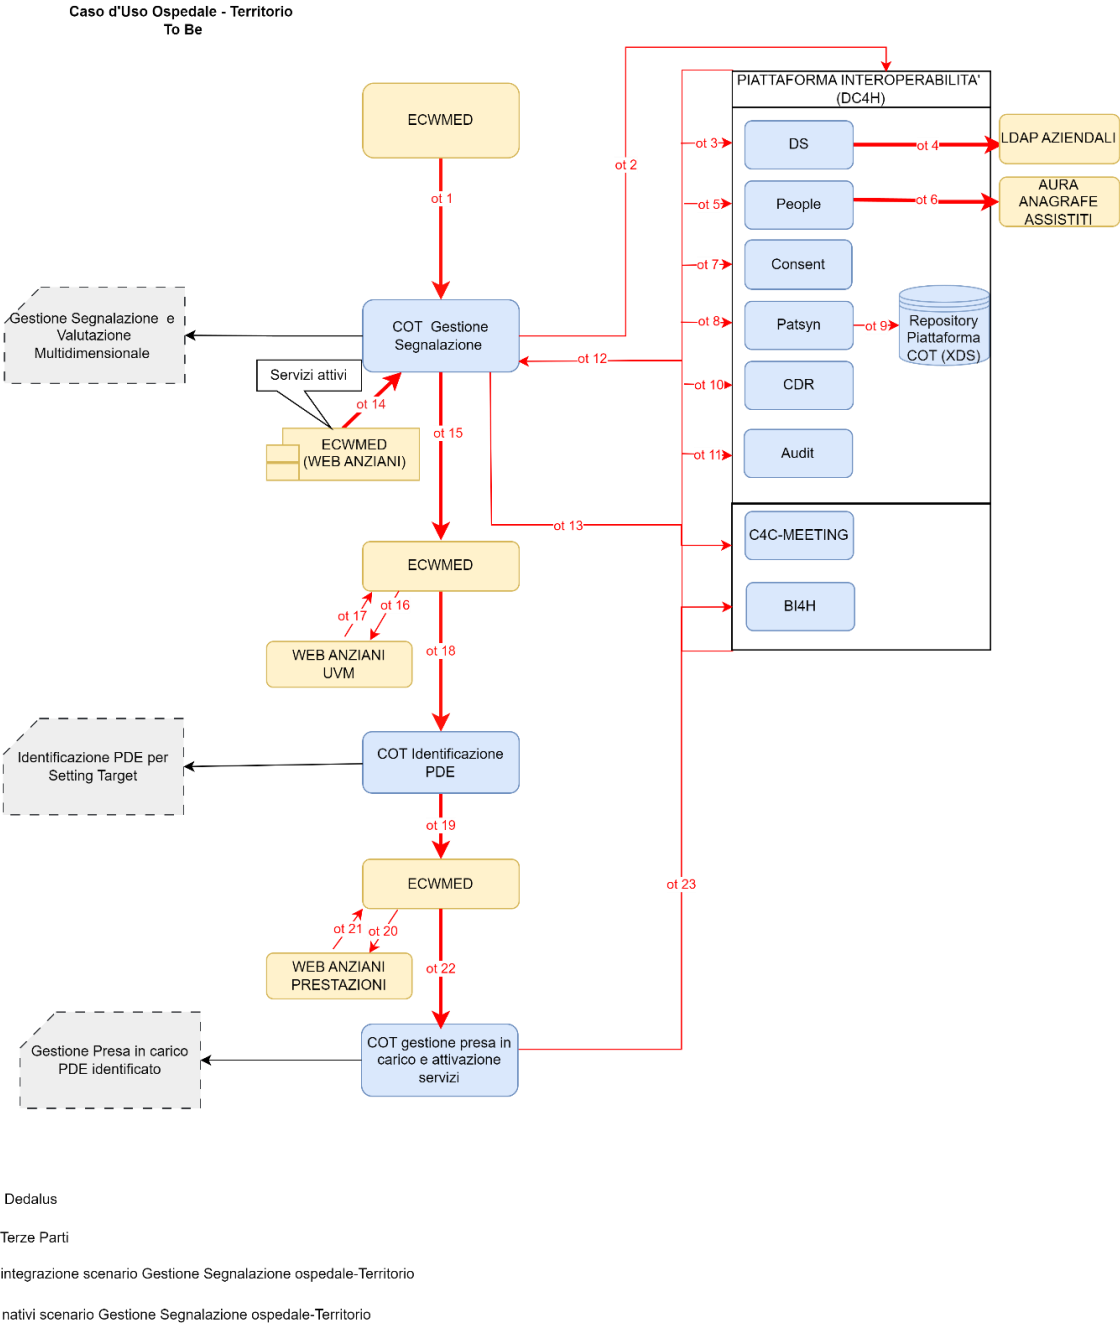 Caso d'Uso Ospedale - Territorio
To Be
PIATTAFORMA INTEROPERABILITA'
(DC4H)
ECWMED
DS
ot 3
ot 4
LDAP AZIENDALI
ot 2
ot 1
People
ot 5
ot 6
AURA
ANAGRAFE
ASSISTITI
Consent
ot 7
Gestione Segnalazione e
Valutazione
Multidimensionale
COT Gestione
Segnalazione
ot 8
Patsyn
ot 9
Repository
Piattaforma
COT (XDS)
ot 12
Servizi attivi
ot 14
ot 10
CDR
ot 15
ECWMED
(WEB ANZIANI)
ot 11
Audit
ot 13
C4C-MEETING
ECWMED
BI4H
ot 17
ot 16
WEB ANZIANI
UVM
ot 18
Identificazione PDE per
Setting Target
COT Identificazione
PDE
ot 19
ECWMED
ot 23
ot 21
ot 20
WEB ANZIANI
PRESTAZIONI
ot 22
Gestione Presa in carico
PDE identificato
COT gestione presa in
carico e attivazione
servizi
Dedalus
Terze Parti
integrazione scenario Gestione Segnalazione ospedale-Territorio
nativi scenario Gestione Segnalazione ospedale-Territorio